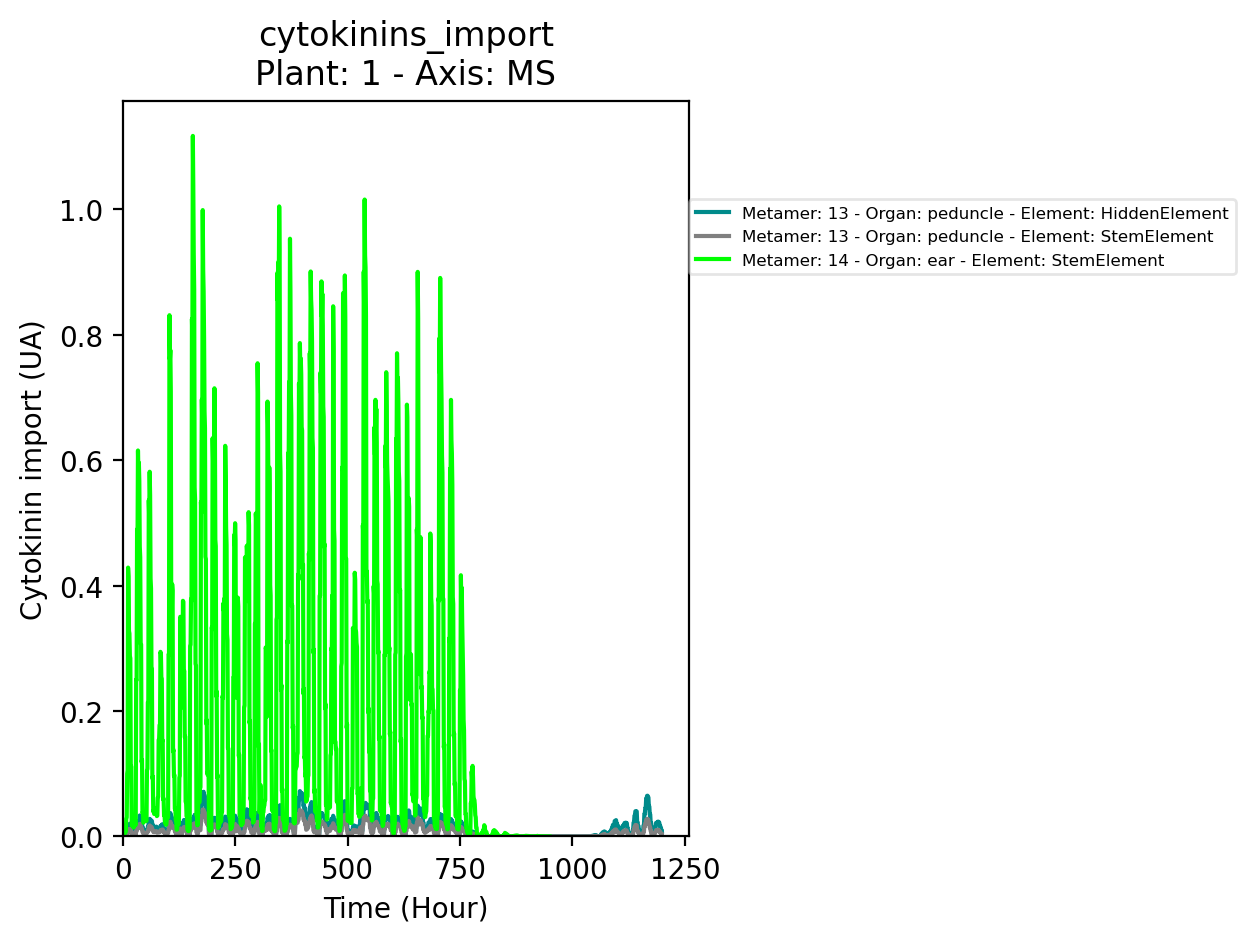 cytokinins_import
Plant: 1 - Axis: MS
Cytokinin import (UA)
1.0
0.8
0.6
0.4
0.2
0.0
0
250
500
750
1000
1250
Time (Hour)
Metamer: 13 - Organ: peduncle - Element: HiddenElement
Metamer: 13 - Organ: peduncle - Element: StemElement
Metamer: 14 - Organ: ear - Element: StemElement